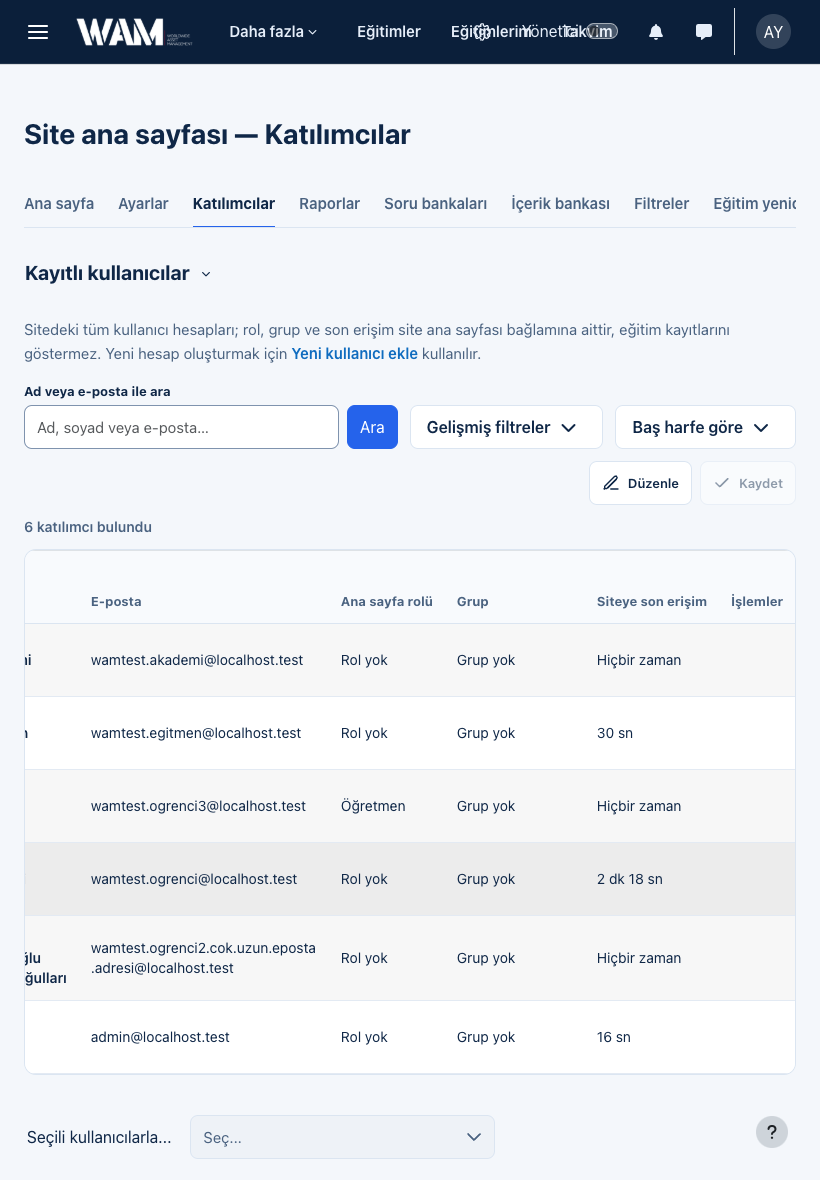 WAM
Daha fazla Eğitimler Eğitimlerim Yönetici Takvim AY
Site ana sayfası — Katılımcılar
Ana sayfa Ayarlar Katılımcılar Raporlar Soru bankaları İçerik bankası Filtreler Eğitim
Kayıtlı kullanıcılar
Sitedeki tüm kullanıcı hesapları; rol, grup ve son erişim site ana sayfası bağlamına aittir, eğitim kayıtlarını
göstermez. Yeni hesap oluşturmak için Yeni kullanıcı ekle kullanılır.
Ad veya e-posta ile ara
Ad, soyad veya e-posta... Ara Gelişmiş filtreler Baş harfe göre
Düzenle Kaydet
6 katılımcı bulundu
E-posta Ana sayfa rolü Grup Siteye son erişim İşlemler
wamtest.akademi@localhost.test Rol yok Grup yok Hiçbir zaman
wamtest.egitmen@localhost.test Rol yok Grup yok 30 sn
wamtest.ogrenci3@localhost.test Öğretmen Grup yok Hiçbir zaman
wamtest.ogrenci@localhost.test Rol yok Grup yok 2 dk 18 sn
wamtest.ogrenci2.cok.uzun.eposta
.adresi@localhost.test Rol yok Grup yok Hiçbir zaman
ğulları
admin@localhost.test Rol yok Grup yok 16 sn
Seçili kullanıcılarla... Seç... ?